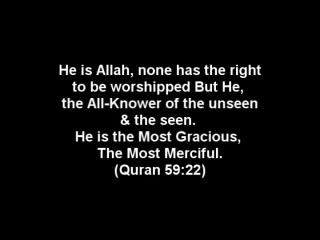 He is Allah, none has the right
to be worshipped But He,
the All-Knower of the unseen
& the seen.
He is the Most Gracious,
The Most Merciful.
(Quran 59:22)